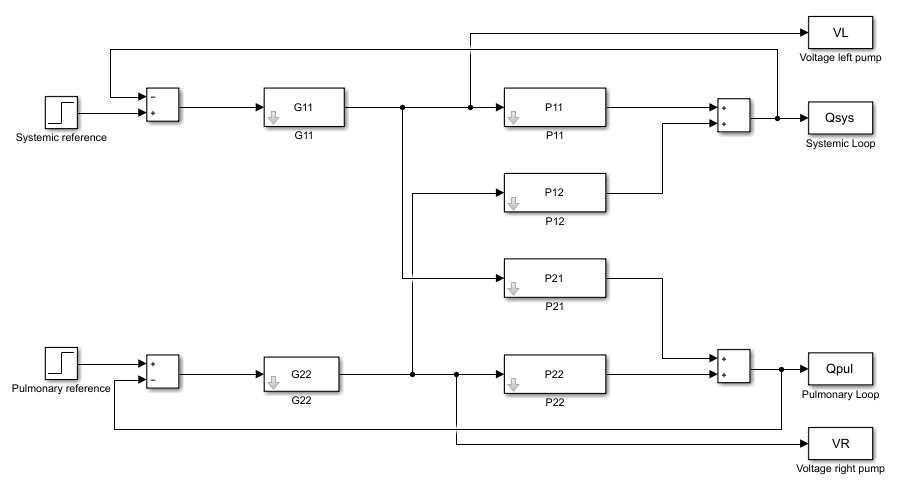 VL
Voltage left pump
-
+
G11
G11
P11
P11
+
+
Qsys
Systemic Loop
Systemic reference
P12
P12
P21
P21
+
-
G22
G22
P22
P22
+
+
Qpul
Pulmonary Loop
Pulmonary reference
VR
Voltage right pump